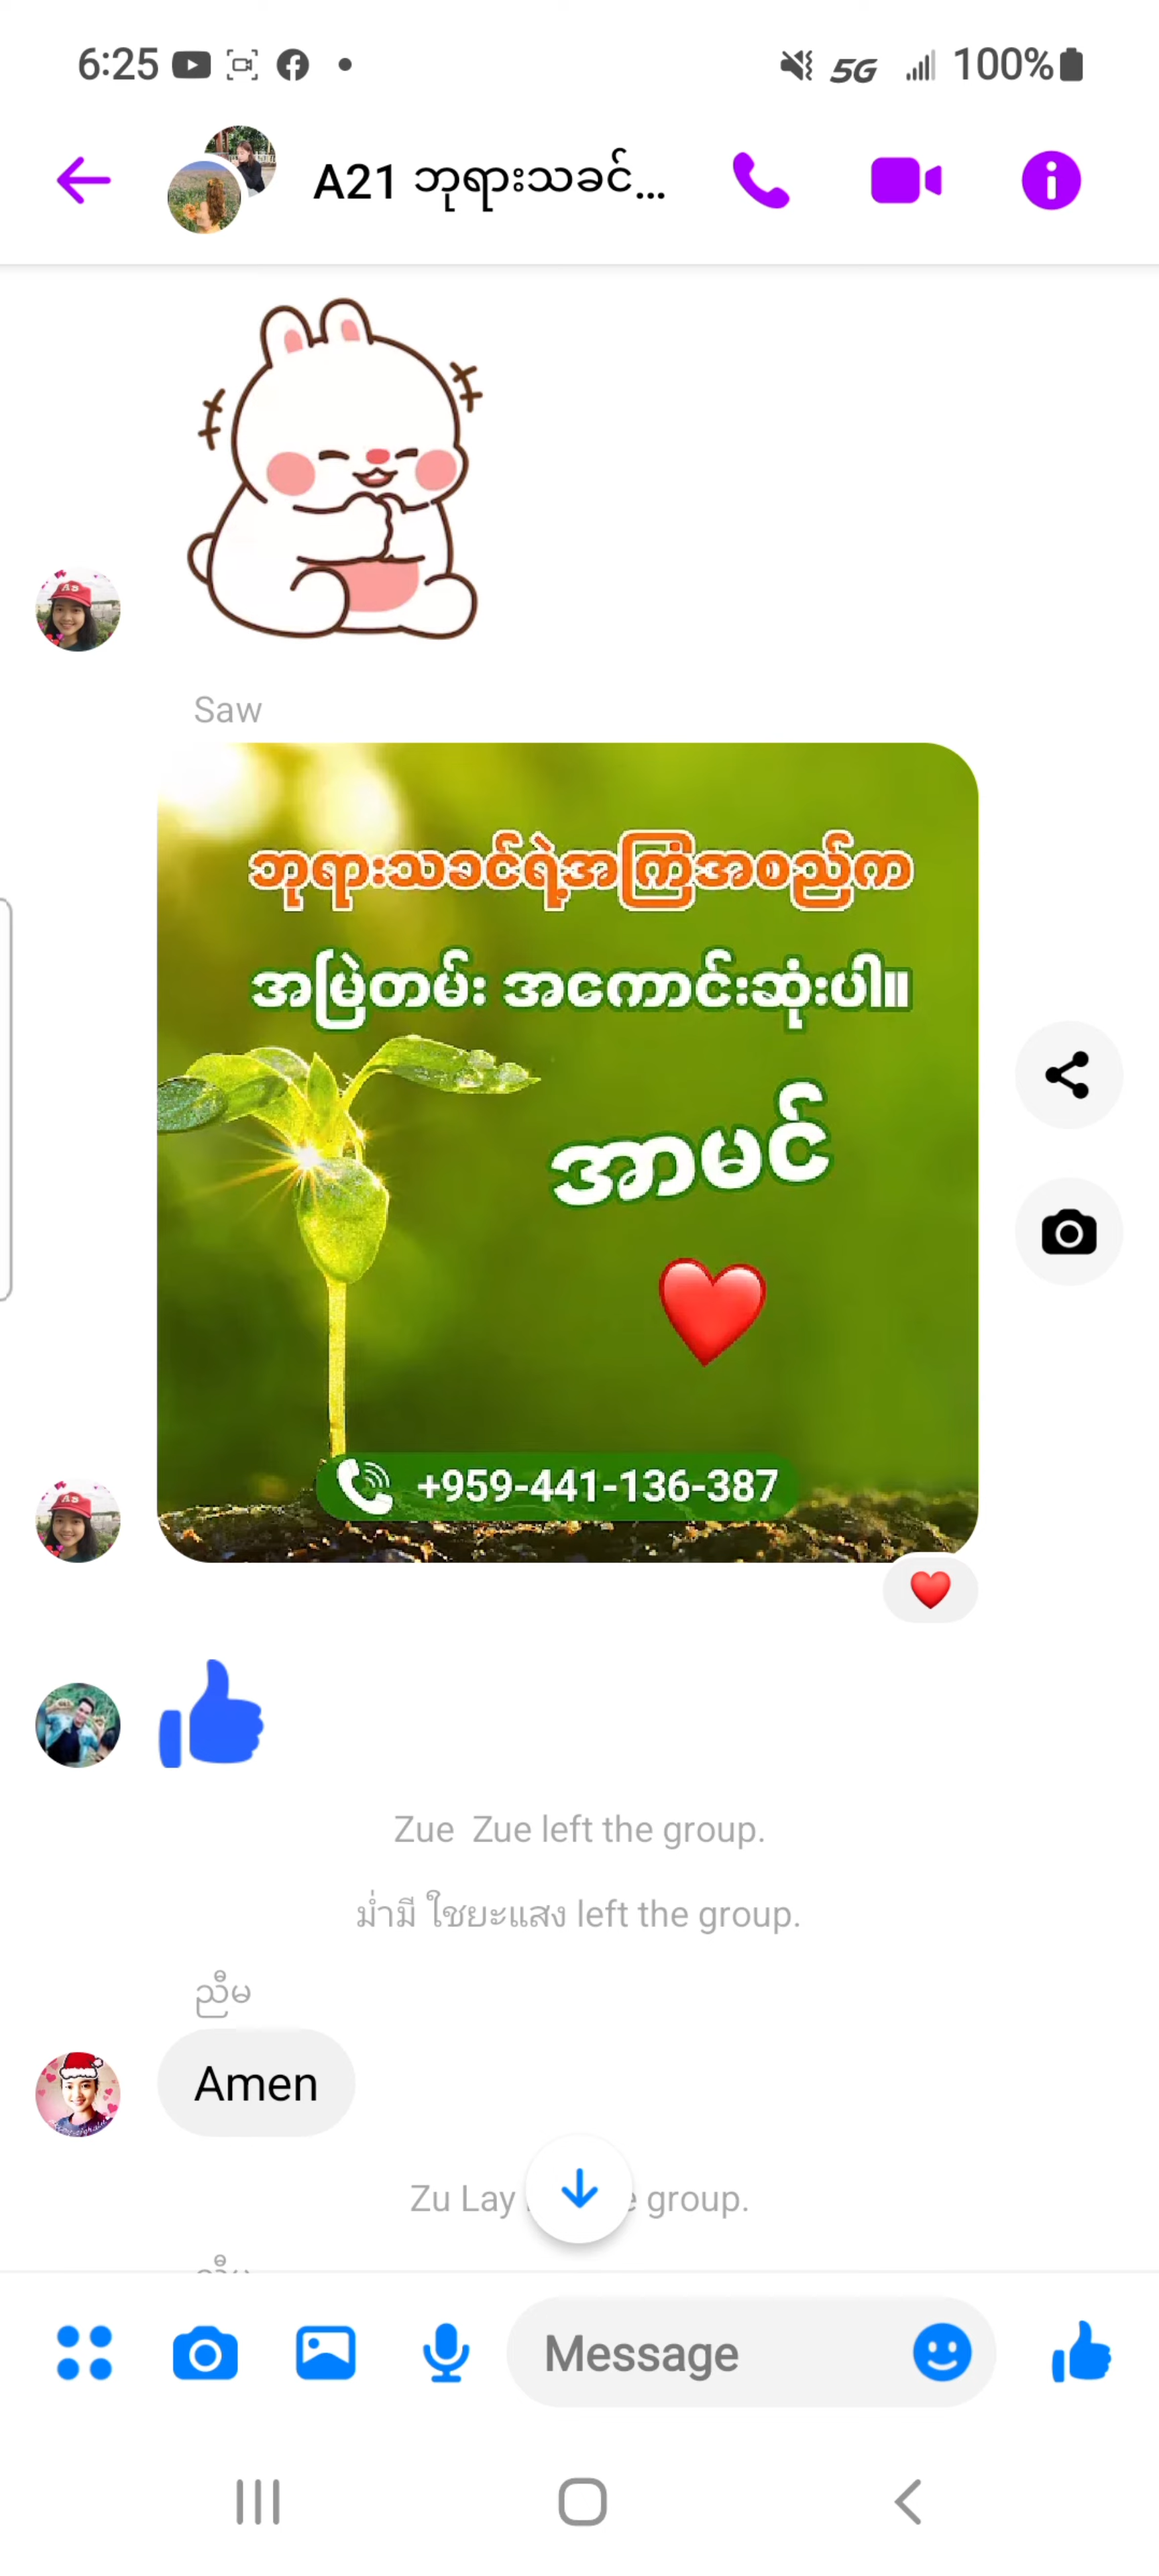 6:25 5G 100%
A21 ဘုရားသခင်...
Saw
ဘုရားသခင်ရဲ့အကြံအစည်က
အမြဲတမ်း အကောင်းဆုံးပါ။
အာမင်
+959-441-136-387
Zue Zue left the group.
ม่ำมี ใชยะแสง left the group.
ညီမ
Amen
Zu Lay group.
Message